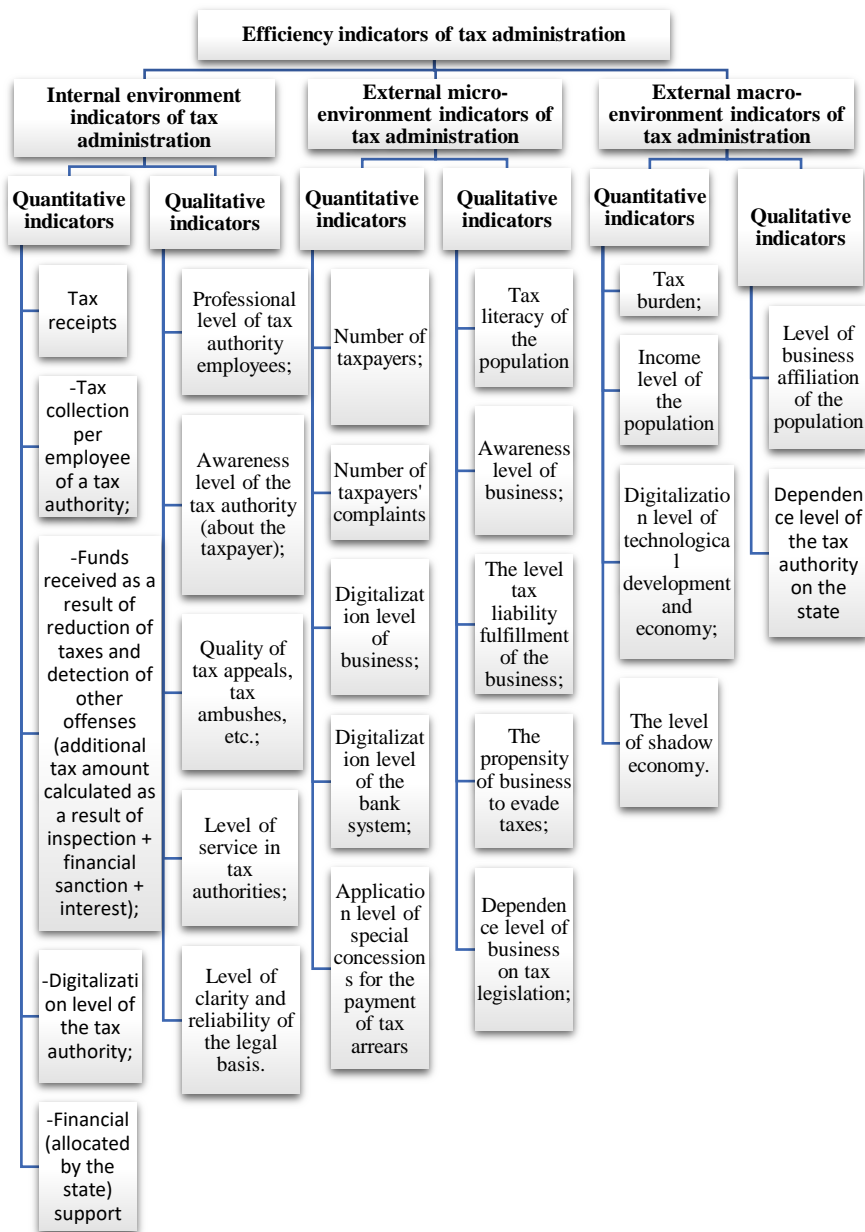 Efficiency indicators of tax administration
Internal environment
indicators of tax
administration
Quantitative
indicators
Tax
receipts
-Tax
collection
per
employee
of a tax
authority;
-Funds
received as a
result of
reduction of
taxes and
detection of
other
offenses
(additional
tax amount
calculated as
a result of
inspection +
financial
sanction +
interest);
-Digitalizati
on level of
the tax
authority;
-Financial
(allocated
by the
state)
support
Qualitative
indicators
Professional
level of tax
authority
employees;
Awareness
level of the
tax authority
(about the
taxpayer);
Quality of
tax appeals,
tax
ambushes,
etc.;
Level of
service in
tax
authorities;
Level of
clarity and
reliability of
the legal
basis.
External micro-
environment indicators of
tax administration
Quantitative
indicators
Number of
taxpayers;
Number of
taxpayers'
complaints
Digitalizat
ion level
of
business;
Digitalizat
ion level
of the
bank
system;
Applicatio
n level of
special
concession
s for the
payment
of tax
arrears
Qualitative
indicators
Tax
literacy of
the
population
Awareness
level of
business;
The level
tax
liability
fulfillment
of the
business;
The
propensity
of business
to evade
taxes;
Dependen
ce level of
business
on tax
legislation;
External macro-
environment indicators of
tax administration
Quantitative
indicators
Tax
burden;
Income
level of
the
population
Digitalizatio
n level of
technologica
l
development
and
economy;
The level
of shadow
economy.
Qualitative
indicators
Level of
business
affiliation
of the
population
Dependen
ce level of
the tax
authority
on the
state